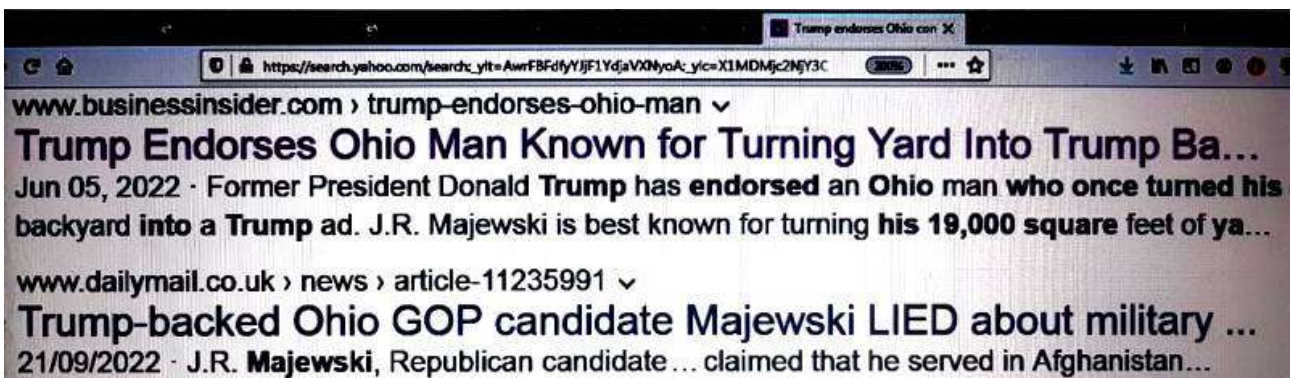 Trump endorses Ohio con
https://search.yahoo.com/search;_ylt=
300%
www.businessinsider.com › trump-endorses-ohio-man
Trump Endorses Ohio Man Known for Turning Yard Into Trump Ba...
Jun 05, 2022 · Former President Donald Trump has endorsed an Ohio man who once turned his
backyard into a Trump ad. J.R. Majewski is best known for turning his 19,000 square feet of ya...
www.dailymail.co.uk › news › article-11235991
Trump-backed Ohio GOP candidate Majewski LIED about military ...
21/09/2022 · J.R. Majewski, Republican candidate... claimed that he served in Afghanistan...